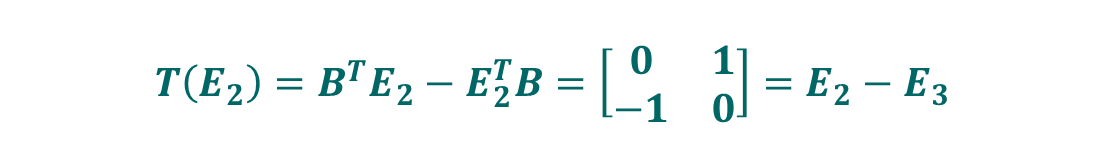 T(E₂) = BᵀE₂ − E₂ᵀB = [0 1; −1 0] = E₂ − E₃